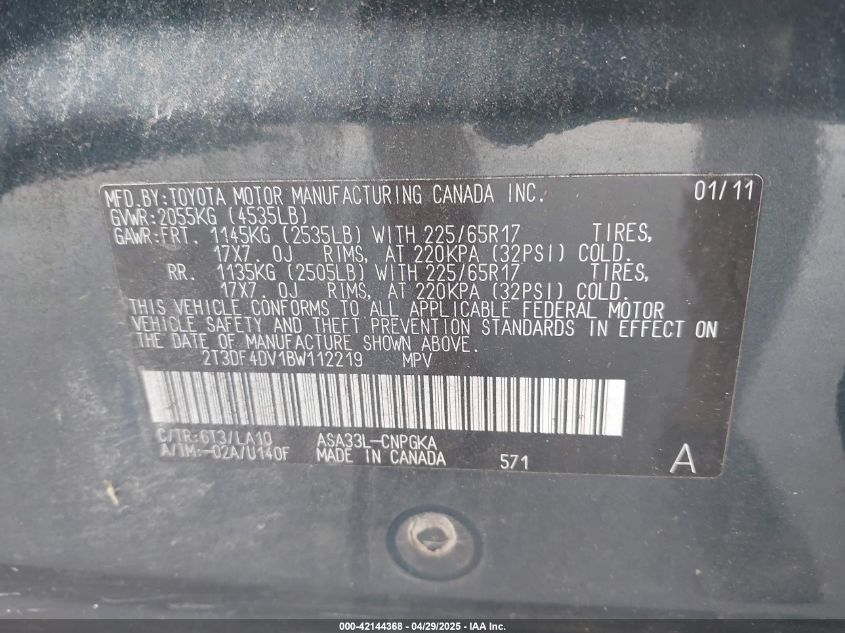 MFD.BY:TOYOTA MOTOR MANUFACTURING CANADA INC. 01/11
GVWR:2055KG (4535LB)
GAWR:FRT. 1145KG (2535LB) WITH 225/65R17 TIRES,
17X7.0J RIMS, AT 220KPA (32PSI) COLD.
RR. 1135KG (2505LB) WITH 225/65R17 TIRES,
17X7.0J RIMS, AT 220KPA (32PSI) COLD.
THIS VEHICLE CONFORMS TO ALL APPLICABLE FEDERAL MOTOR
VEHICLE SAFETY AND THEFT PREVENTION STANDARDS IN EFFECT ON
THE DATE OF MANUFACTURE SHOWN ABOVE.
2T3DF4DV1BW112219 MPV
C/TR:6T3/LA10 ASA33L-CNPGKA
A/TM:-02A/U140F MADE IN CANADA 571 A
000-42144368 - 04/29/2025 - IAA Inc.